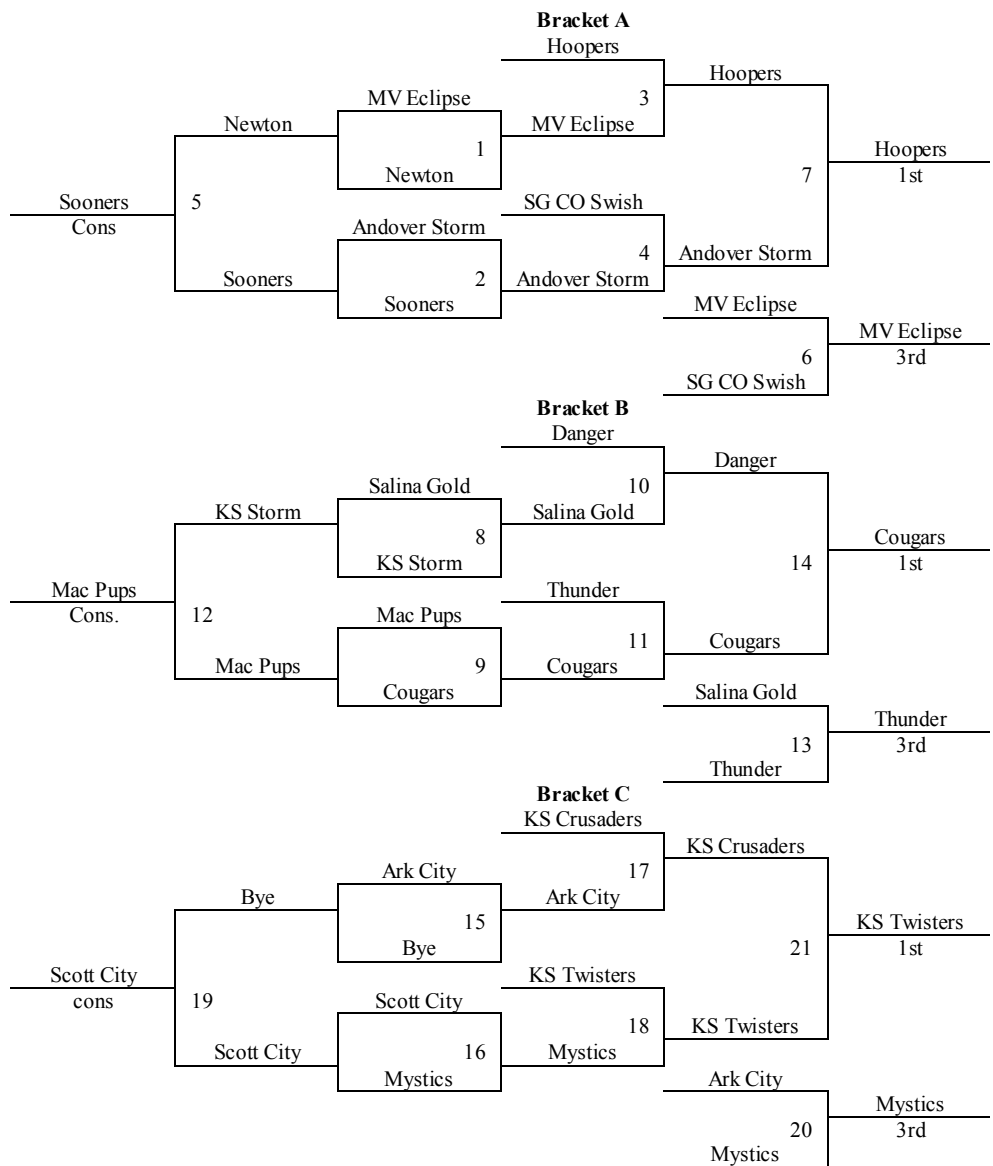 Bracket A
Hoopers
Hoopers
MV Eclipse
3
Newton
MV Eclipse
1
Hoopers
Newton
7
1st
Sooners
5
SG CO Swish
Cons
Andover Storm
4
Andover Storm
Sooners
2
Andover Storm
Sooners
MV Eclipse
MV Eclipse
6
3rd
SG CO Swish
Bracket B
Danger
Danger
Salina Gold
10
KS Storm
Salina Gold
8
Cougars
KS Storm
14
1st
Mac Pups
Thunder
Cons.
12
Mac Pups
11
Cougars
Mac Pups
9
Cougars
Cougars
Salina Gold
Thunder
13
3rd
Thunder
Bracket C
KS Crusaders
KS Crusaders
Ark City
17
Bye
Ark City
15
KS Twisters
Bye
21
1st
Scott City
KS Twisters
cons
19
Scott City
18
KS Twisters
Scott City
16
Mystics
Mystics
Ark City
Mystics
20
3rd
Mystics